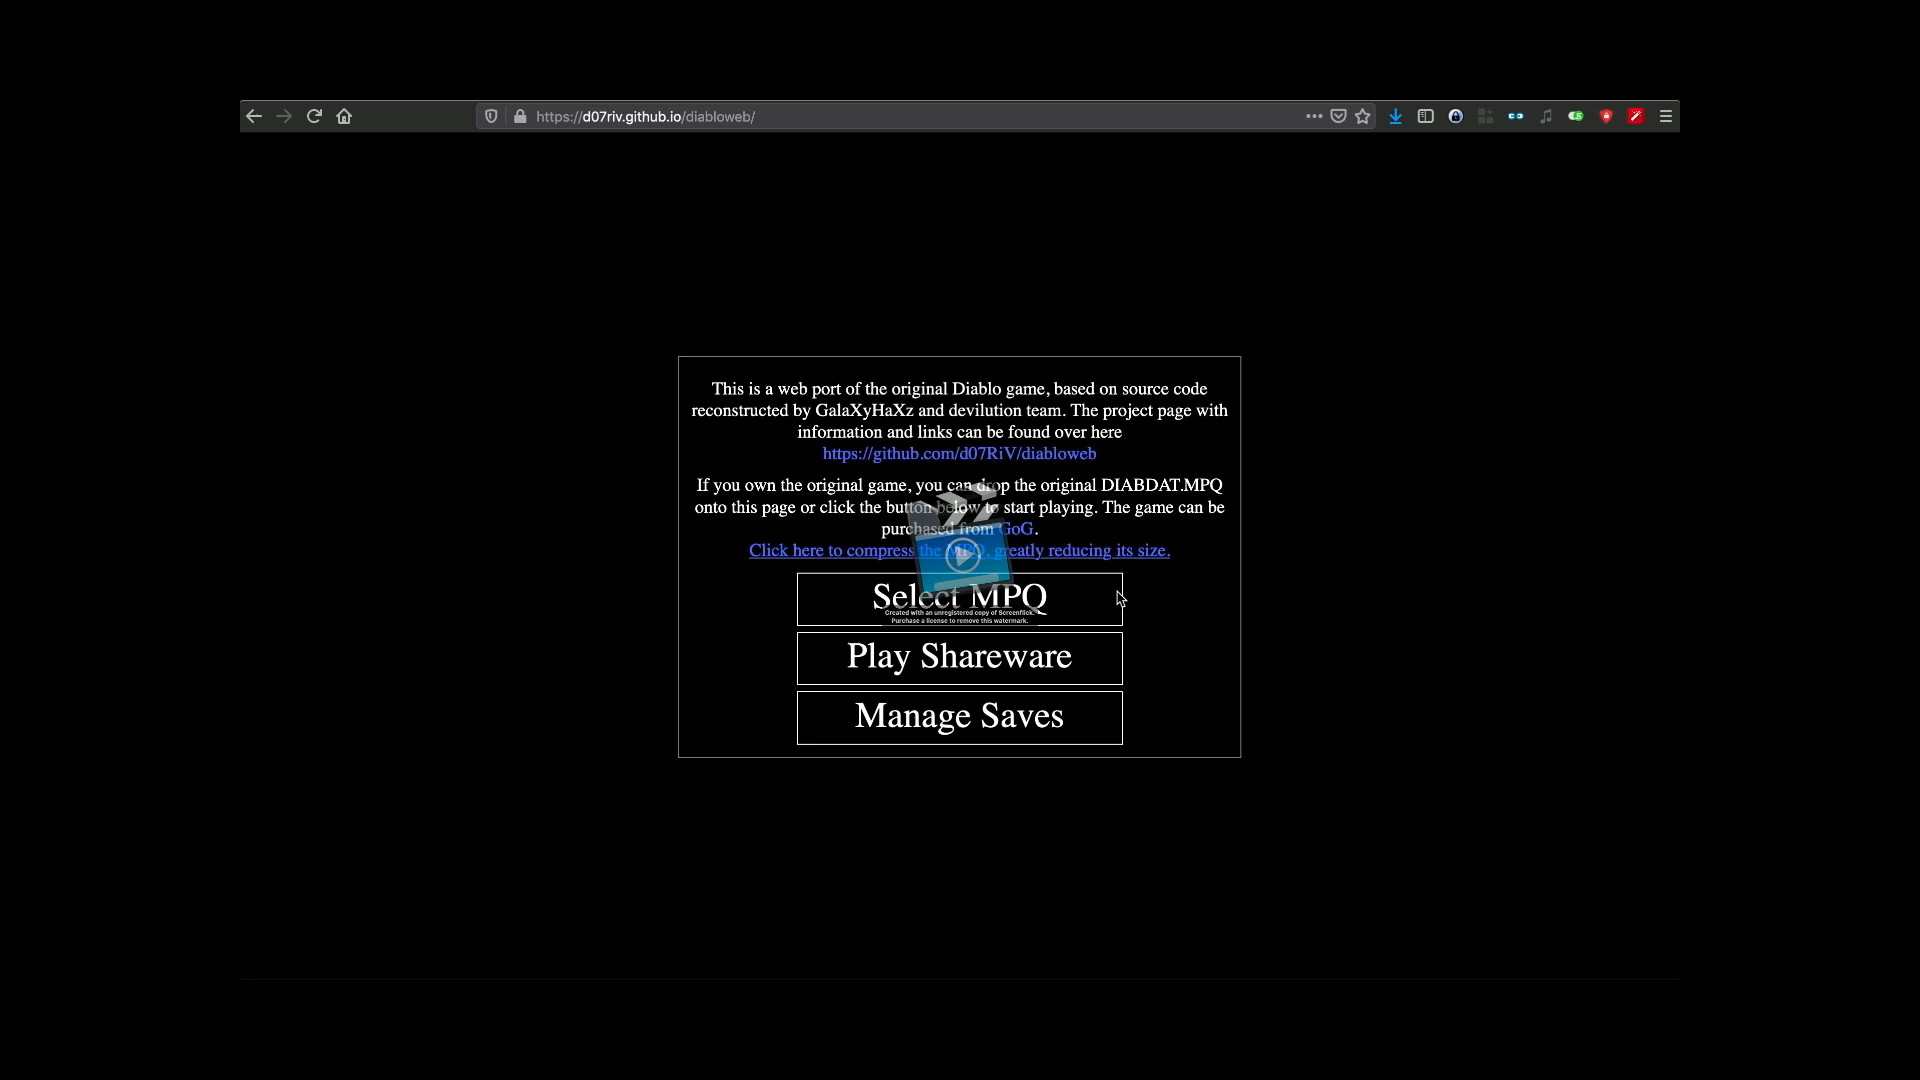 https://d07riv.github.io/diabloweb/
This is a web port of the original Diablo game, based on source code
reconstructed by GalaXyHaXz and devilution team. The project page with
information and links can be found over here
https://github.com/d07RiV/diabloweb
If you own the original game, you can drop the original DIABDAT.MPQ
onto this page or click the button below to start playing. The game can be
purchased from GoG.
Click here to compress the MPQ, greatly reducing its size.
Select MPQ
Created with an unregistered copy of Screenflick.
Purchase a license to remove this watermark.
Play Shareware
Manage Saves